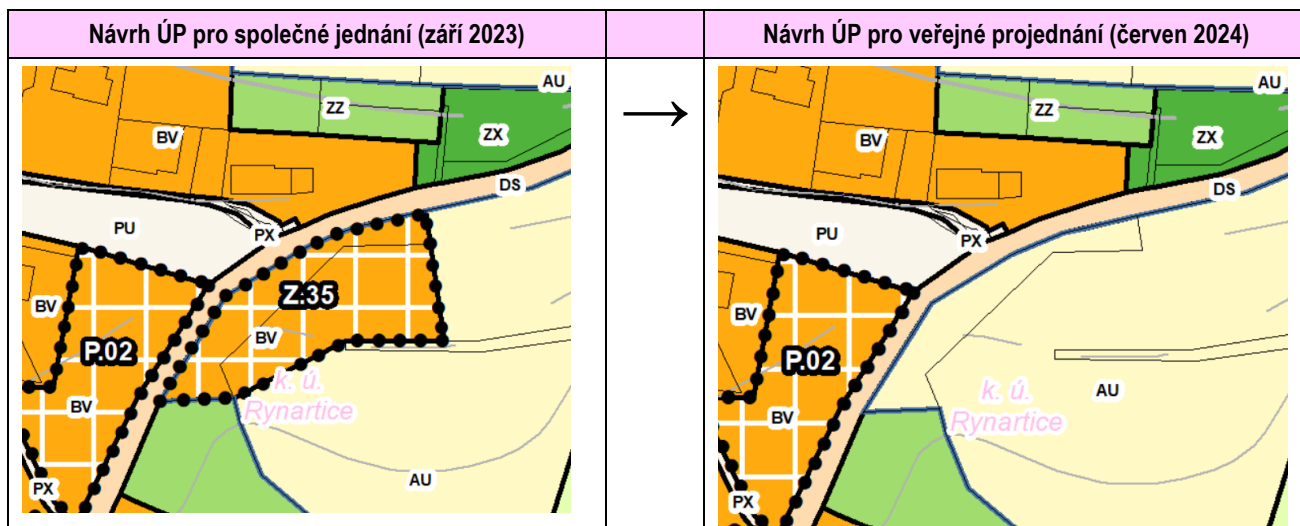 Návrh ÚP pro společné jednání (září 2023)
Návrh ÚP pro veřejné projednání (červen 2024)
→
AU
ZZ
BV
ZX
DS
PU
PX
Z.35
BV
BV
P.02
k. ú.
Rynartice
BV
AU
PX
AU
ZZ
BV
ZX
DS
PU
PX
BV
P.02
AU
k. ú.
Rynartice
BV
PX